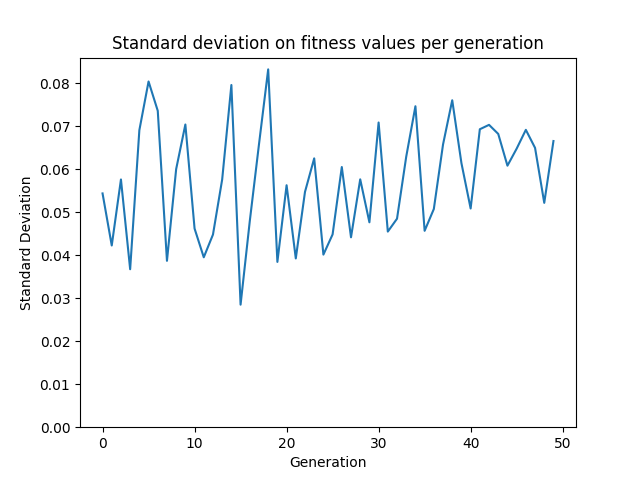 Standard deviation on fitness values per generation
Standard Deviation
0.08
0.07
0.06
0.05
0.04
0.03
0.02
0.01
0.00
0 10 20 30 40 50
Generation